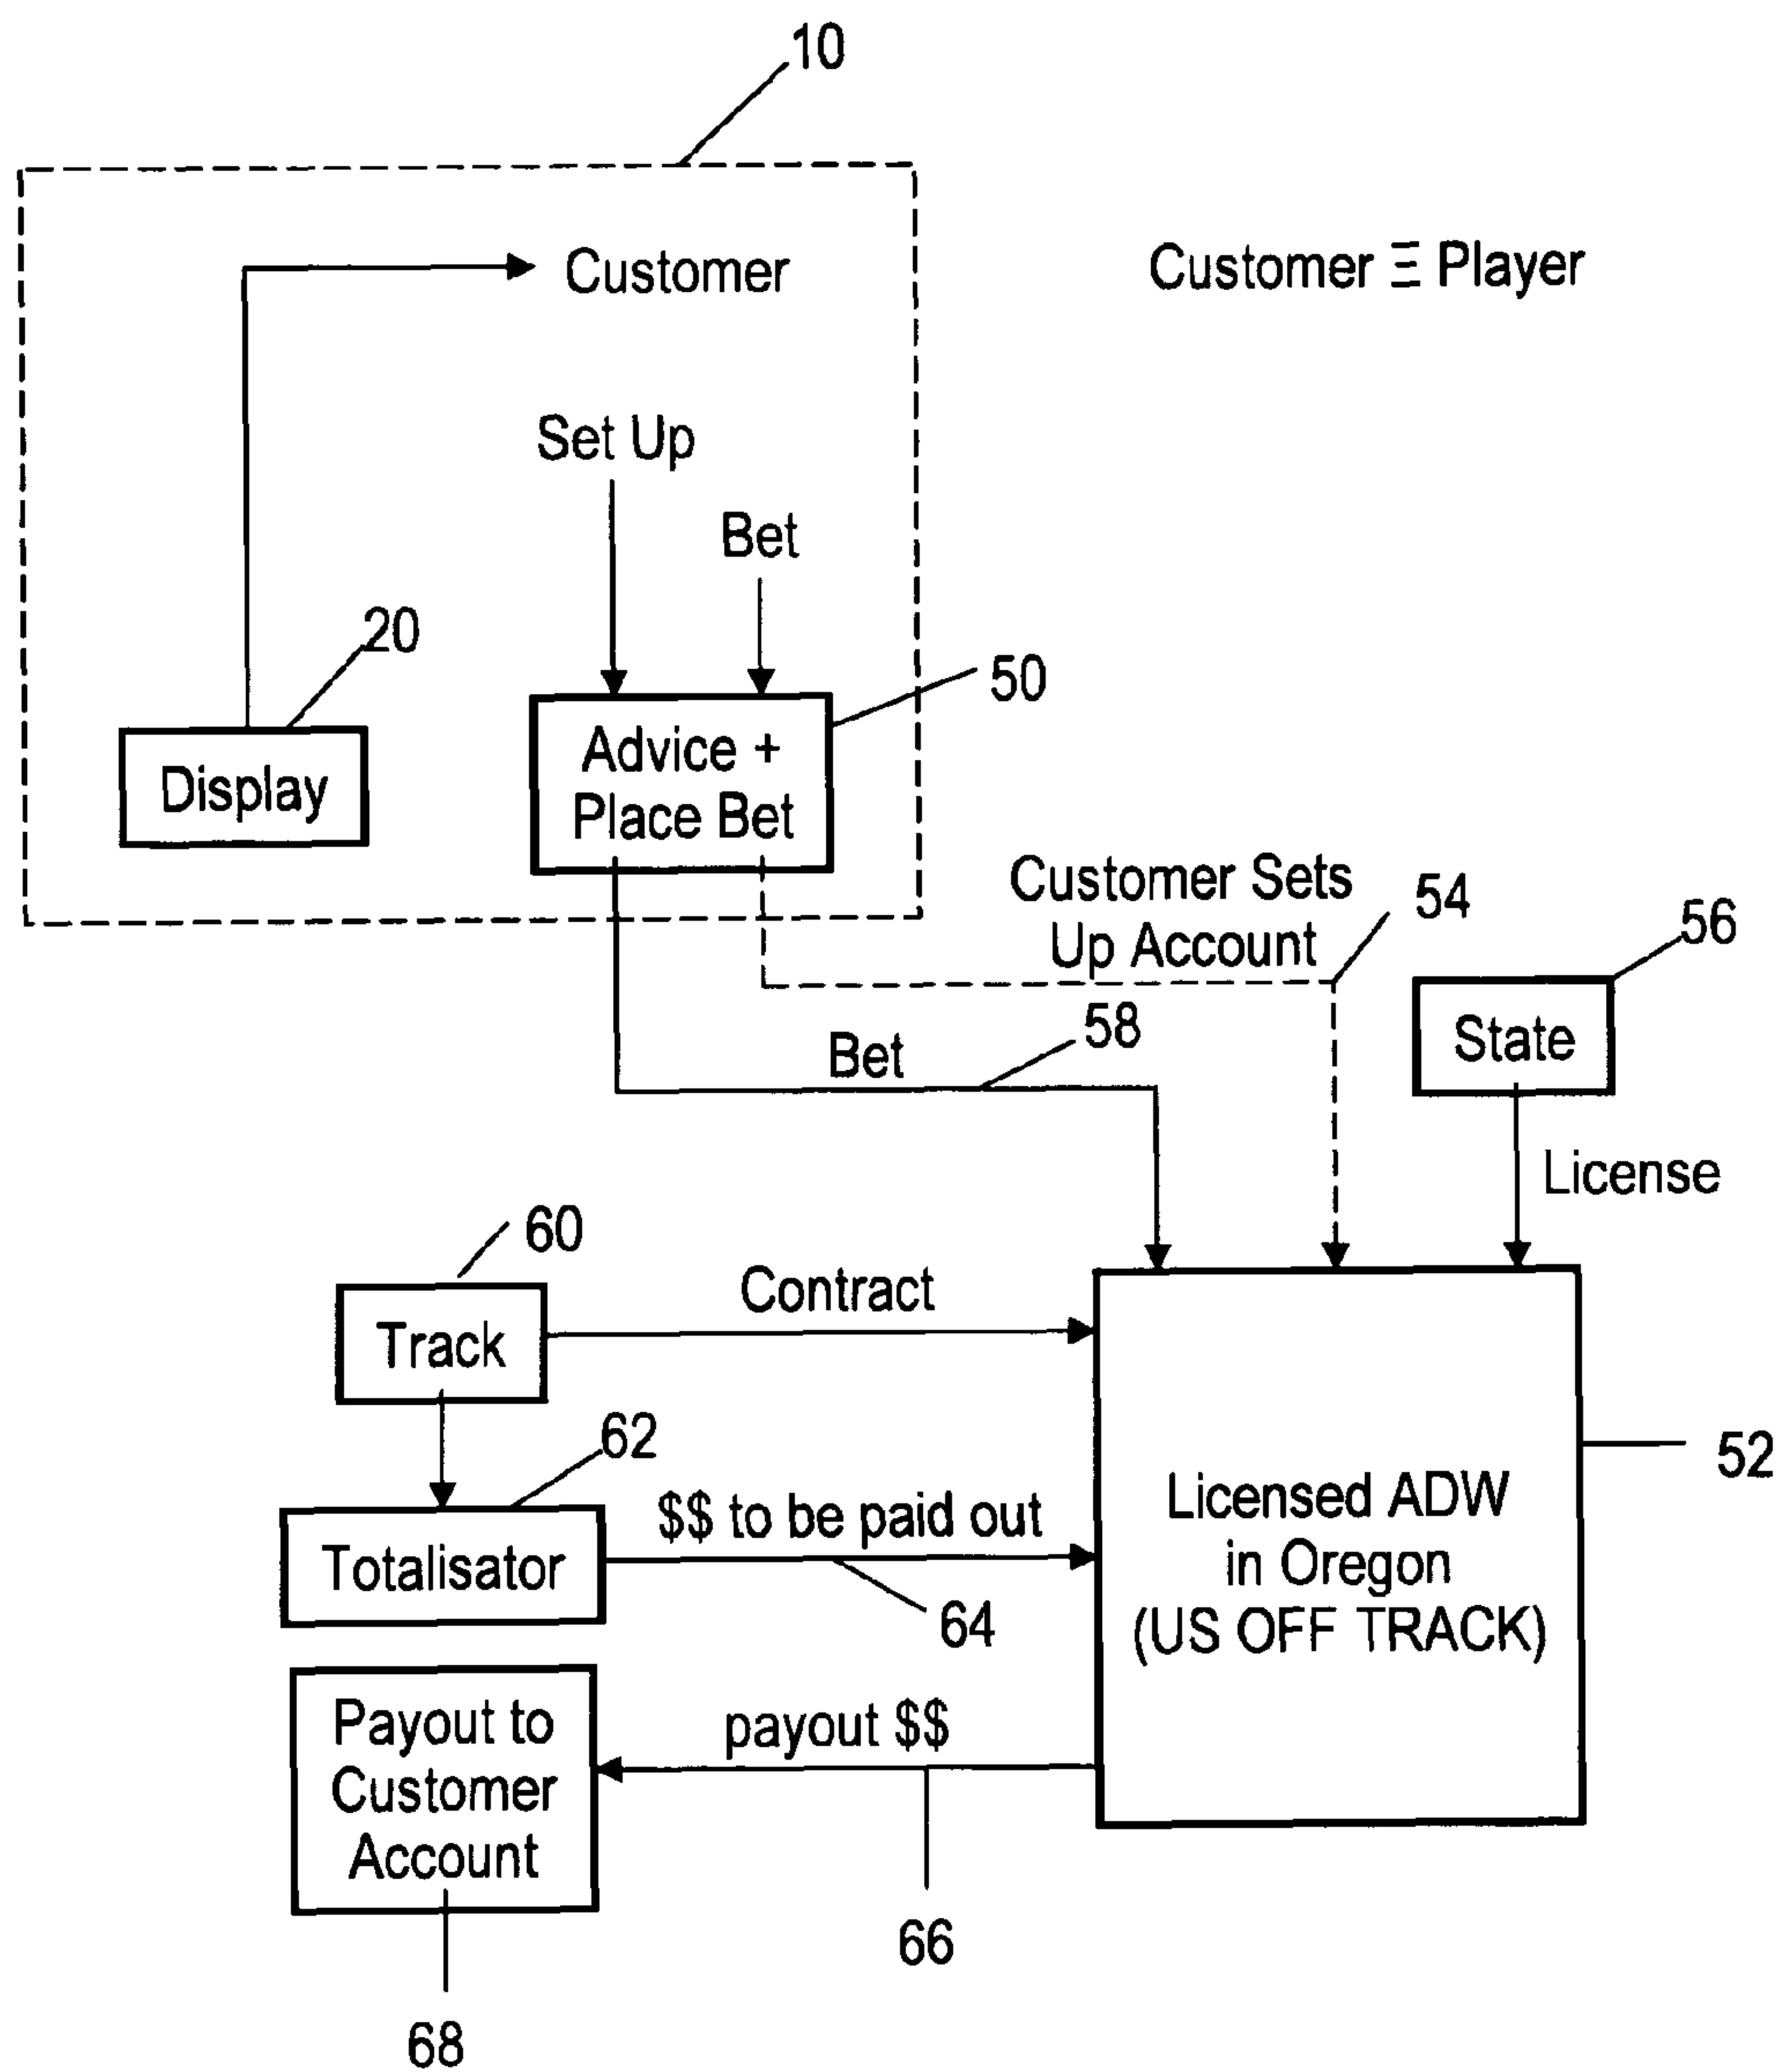 10
Customer
Customer ≡ Player
Set Up
Bet
20
50
Display
Advice +
Place Bet
Customer Sets
Up Account
54
56
State
Bet
58
License
60
Contract
Track
62
52
$$ to be paid out
Totalisator
64
Licensed ADW
in Oregon
(US OFF TRACK)
Payout to
Customer
Account
payout $$
66
68